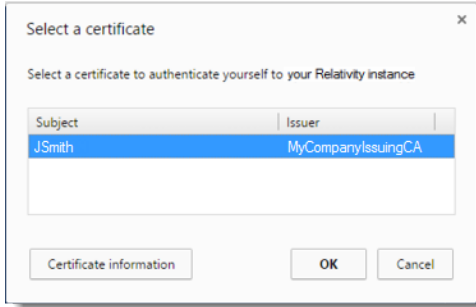 Select a certificate
Select a certificate to authenticate yourself to your Relativity instance
Subject Issuer
JSmith MyCompanyIssuingCA
Certificate information OK Cancel